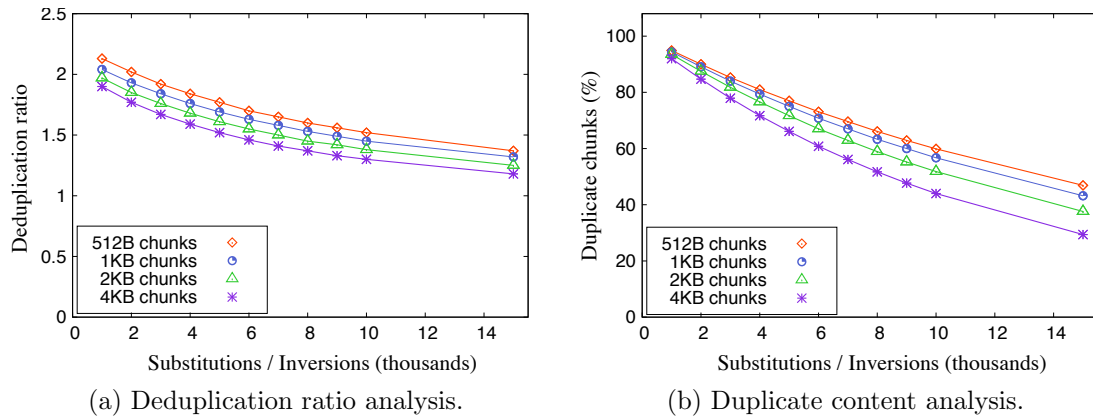 2.5
2
1.5
1
0.5
0
0 2 4 6 8 10 12 14
Deduplication ratio
512B chunks
1KB chunks
2KB chunks
4KB chunks
Substitutions / Inversions (thousands)
(a) Deduplication ratio analysis.
100
80
60
40
20
0
0 2 4 6 8 10 12 14
Duplicate chunks (%)
512B chunks
1KB chunks
2KB chunks
4KB chunks
Substitutions / Inversions (thousands)
(b) Duplicate content analysis.